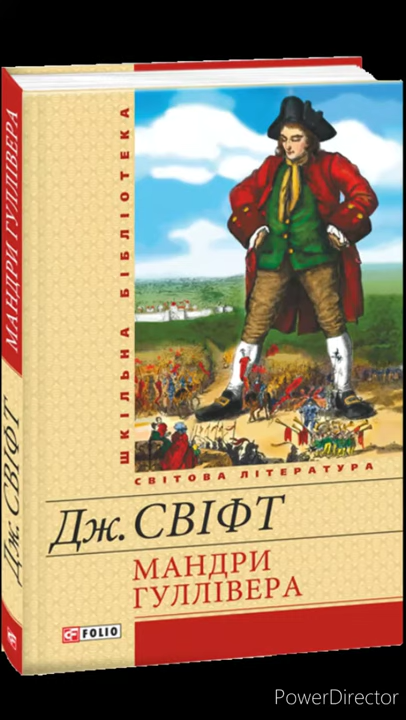 МАНДРИ ГУЛЛІВЕРА
Дж. СВІФТ
ШКІЛЬНА БІБЛІОТЕКА
СВІТОВА ЛІТЕРАТУРА
Дж. СВІФТ
МАНДРИ
ГУЛЛІВЕРА
FOLIO
PowerDirector